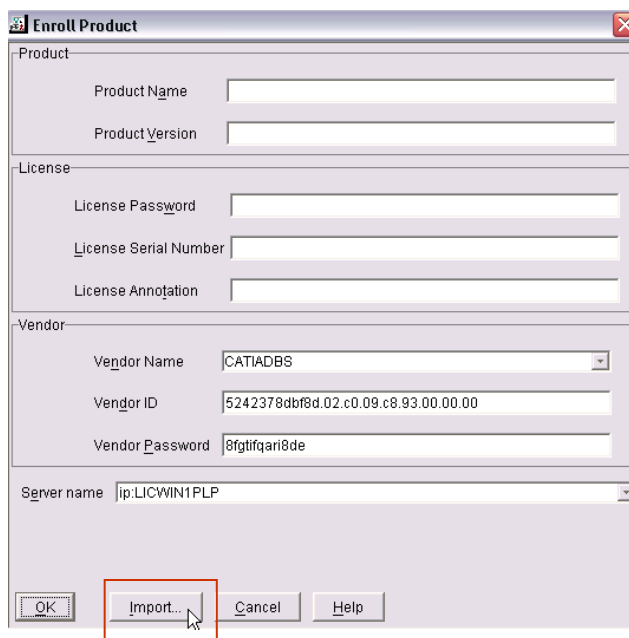 Enroll Product
Product
Product Name
Product Version
License
License Password
License Serial Number
License Annotation
Vendor
Vendor Name CATIADBS
Vendor ID 5242378dbf8d.02.c0.09.c8.93.00.00.00
Vendor Password 8fgtifqari8de
Server name ip:LICWIN1PLP
OK Import... Cancel Help